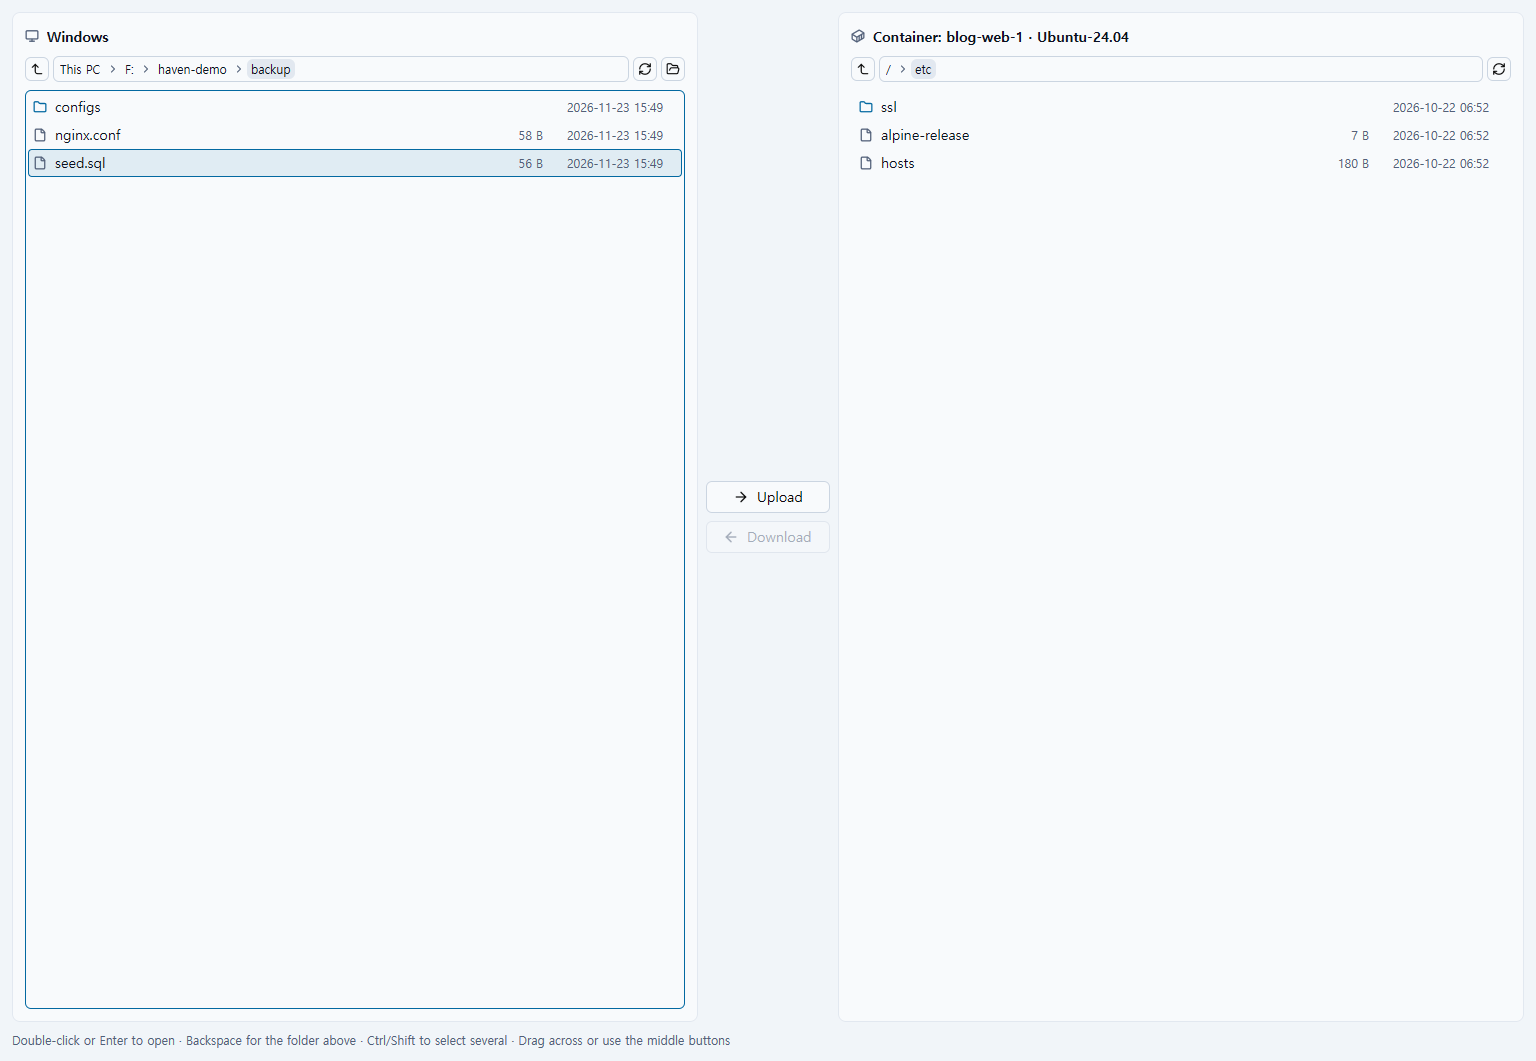 Windows
This PC > F: > haven-demo > backup
configs 2026-11-23 15:49
nginx.conf 58 B 2026-11-23 15:49
seed.sql 56 B 2026-11-23 15:49
Upload
Download
Container: blog-web-1 · Ubuntu-24.04
/ > etc
ssl 2026-10-22 06:52
alpine-release 7 B 2026-10-22 06:52
hosts 180 B 2026-10-22 06:52
Double-click or Enter to open · Backspace for the folder above · Ctrl/Shift to select several · Drag across or use the middle buttons